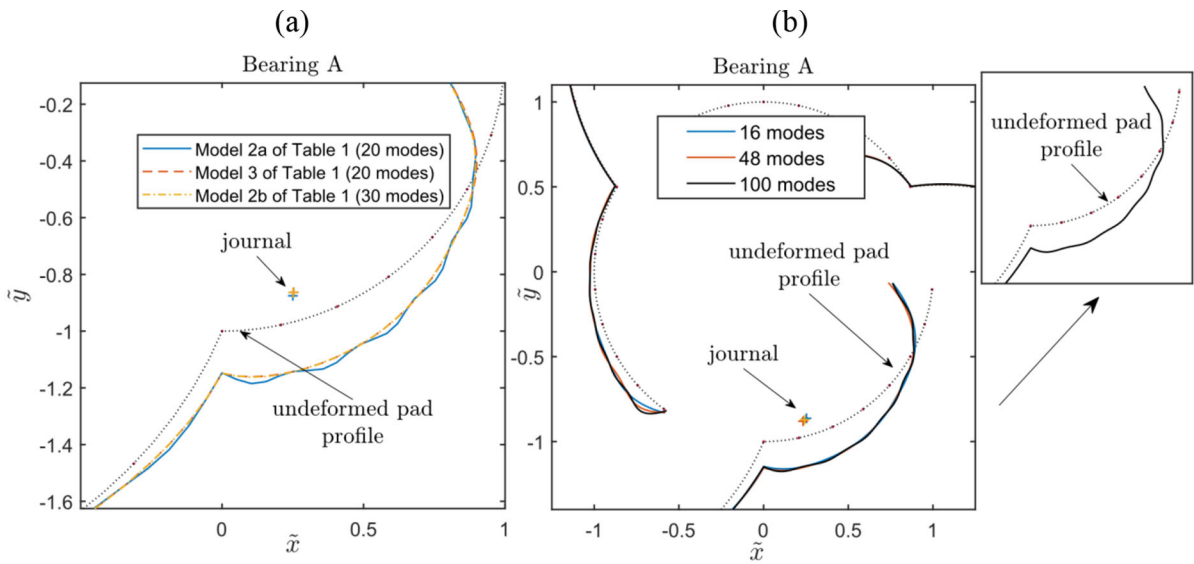 (a)
Bearing A
-0.2
-0.4
-0.6
-0.8
-1
-1.2
-1.4
-1.6
ỹ
Model 2a of Table 1 (20 modes)
Model 3 of Table 1 (20 modes)
Model 2b of Table 1 (30 modes)
journal
undeformed pad
profile
0
0.5
1
x̃
(b)
Bearing A
1
0.5
0
-0.5
-1
ỹ
16 modes
48 modes
100 modes
undeformed pad
profile
journal
-1
-0.5
0
0.5
1
x̃
undeformed pad
profile